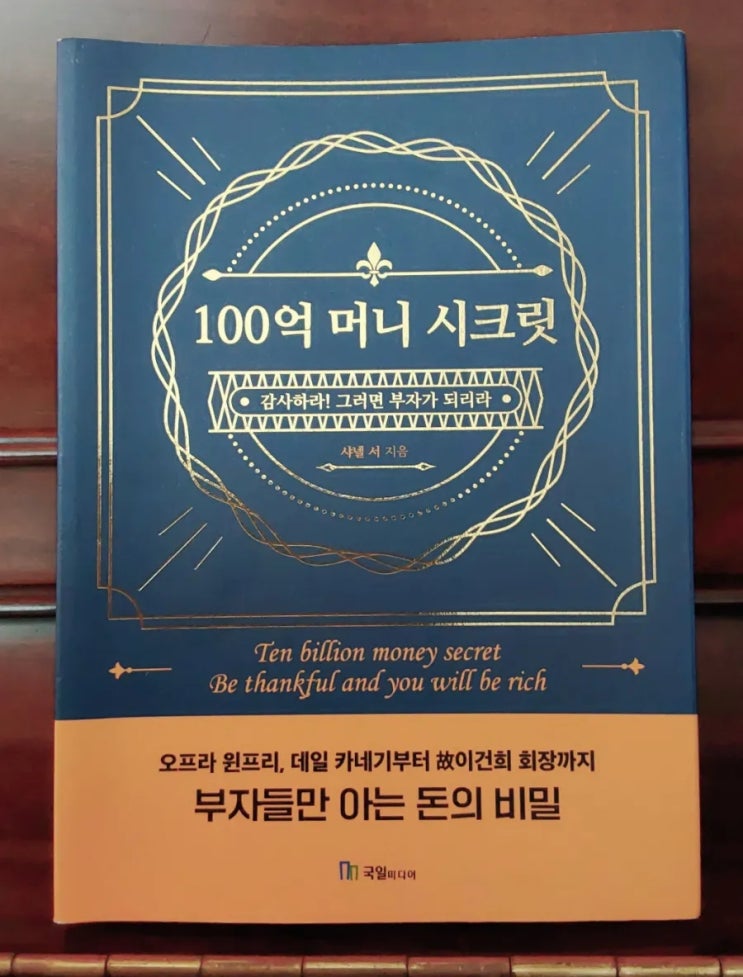 100억 머니 시크릿
감사하라! 그러면 부자가 되리라
샤넬 서 지음
Ten billion money secret
Be thankful and you will be rich
오프라 윈프리, 데일 카네기부터 故이건희 회장까지
부자들만 아는 돈의 비밀
국일미디어